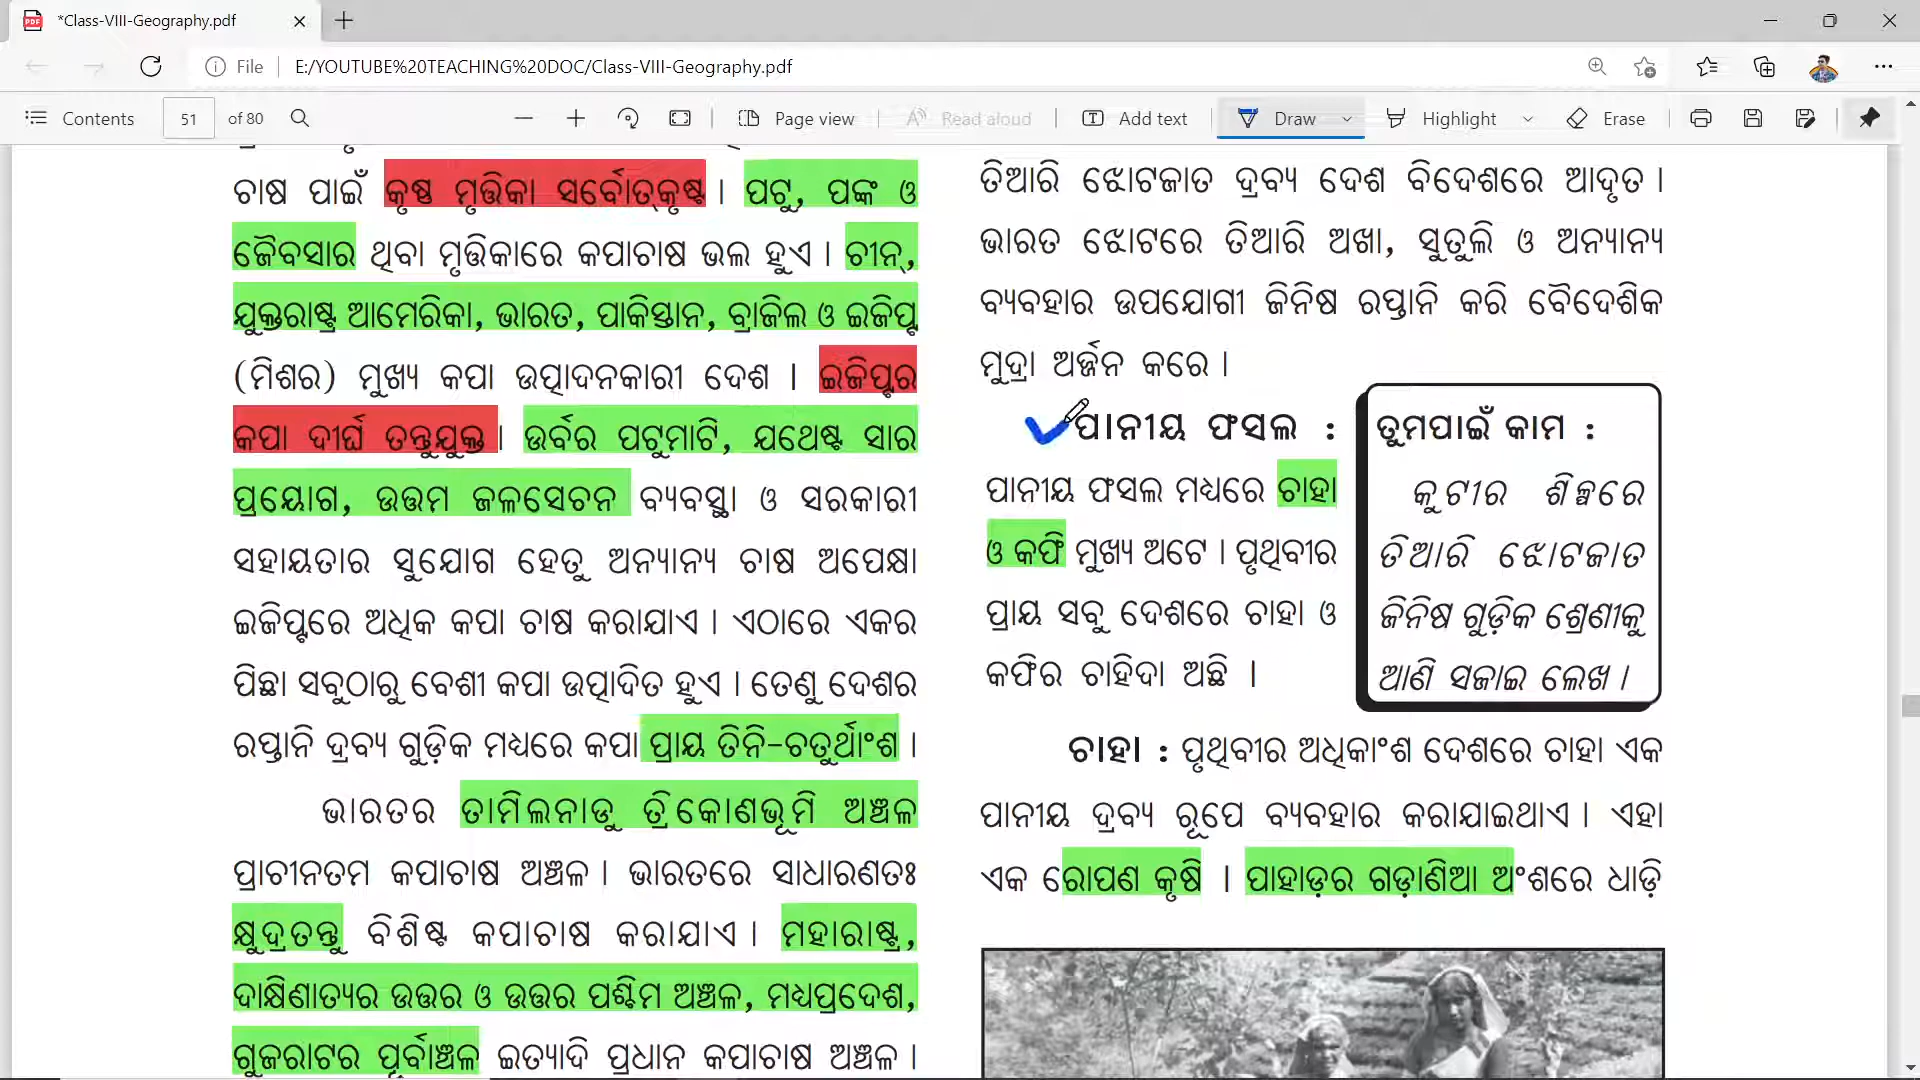 *Class-VIII-Geography.pdf
File
E:/YOUTUBE%20TEACHING%20DOC/Class-VIII-Geography.pdf
Contents
51
of 80
Page view
Read aloud
Add text
Draw
Highlight
Erase
ଚାଷ ପାଇଁ କୃଷ୍ଣ ମୃତ୍ତିକା ସର୍ବୋତ୍କୃଷ୍ଟ । ପଟୁ, ପଙ୍କ ଓ
ଜୈବସାର ଥିବା ମୃତ୍ତିକାରେ କପାଚାଷ ଭଲ ହୁଏ । ଚୀନ୍,
ଯୁକ୍ତରାଷ୍ଟ୍ର ଆମେରିକା, ଭାରତ, ପାକିସ୍ତାନ, ବ୍ରାଜିଲ ଓ ଇଜିପ୍ଟ
(ମିଶର) ମୁଖ୍ୟ କପା ଉତ୍ପାଦନକାରୀ ଦେଶ । ଇଜିପ୍ଟର
କପା ଦୀର୍ଘ ତନ୍ତୁଯୁକ୍ତ । ଉର୍ବର ପଟୁମାଟି, ଯଥେଷ୍ଟ ସାର
ପ୍ରୟୋଗ, ଉତ୍ତମ ଜଳସେଚନ ବ୍ୟବସ୍ଥା ଓ ସରକାରୀ
ସହାୟତାର ସୁଯୋଗ ହେତୁ ଅନ୍ୟାନ୍ୟ ଚାଷ ଅପେକ୍ଷା
ଇଜିପ୍ଟରେ ଅଧିକ କପା ଚାଷ କରାଯାଏ । ଏଠାରେ ଏକର
ପିଛା ସବୁଠାରୁ ବେଶୀ କପା ଉତ୍ପାଦିତ ହୁଏ । ତେଣୁ ଦେଶର
ରପ୍ତାନି ଦ୍ରବ୍ୟ ଗୁଡ଼ିକ ମଧ୍ୟରେ କପା ପ୍ରାୟ ତିନି-ଚତୁର୍ଥାଂଶ ।
ଭାରତର ତାମିଲନାଡୁ ତ୍ରିକୋଣଭୂମି ଅଞ୍ଚଳ
ପ୍ରାଚୀନତମ କପାଚାଷ ଅଞ୍ଚଳ । ଭାରତରେ ସାଧାରଣତଃ
କ୍ଷୁଦ୍ରତନ୍ତୁ ବିଶିଷ୍ଟ କପାଚାଷ କରାଯାଏ । ମହାରାଷ୍ଟ୍ର,
ଦାକ୍ଷିଣାତ୍ୟର ଉତ୍ତର ଓ ଉତ୍ତର ପଶ୍ଚିମ ଅଞ୍ଚଳ, ମଧ୍ୟପ୍ରଦେଶ,
ଗୁଜରାଟର ପୂର୍ବାଞ୍ଚଳ ଇତ୍ୟାଦି ପ୍ରଧାନ କପାଚାଷ ଅଞ୍ଚଳ ।
ତିଆରି ଝୋଟଜାତ ଦ୍ରବ୍ୟ ଦେଶ ବିଦେଶରେ ଆଦୃତ ।
ଭାରତ ଝୋଟରେ ତିଆରି ଅଖା, ସୁତୁଲି ଓ ଅନ୍ୟାନ୍ୟ
ବ୍ୟବହାର ଉପଯୋଗୀ ଜିନିଷ ରପ୍ତାନି କରି ବୈଦେଶିକ
ମୁଦ୍ରା ଅର୍ଜନ କରେ ।
ପାନୀୟ ଫସଲ :
ପାନୀୟ ଫସଲ ମଧ୍ୟରେ ଚାହା
ଓ କଫି ମୁଖ୍ୟ ଅଟେ । ପୃଥିବୀର
ପ୍ରାୟ ସବୁ ଦେଶରେ ଚାହା ଓ
କଫିର ଚାହିଦା ଅଛି ।
ତୁମପାଇଁ କାମ :
କୁଟୀର ଶିଳ୍ପରେ
ତିଆରି ଝୋଟଜାତ
ଜିନିଷ ଗୁଡ଼ିକ ଶ୍ରେଣୀକୁ
ଆଣି ସଜାଇ ଲେଖ ।
ଚାହା : ପୃଥିବୀର ଅଧିକାଂଶ ଦେଶରେ ଚାହା ଏକ
ପାନୀୟ ଦ୍ରବ୍ୟ ରୂପେ ବ୍ୟବହାର କରାଯାଇଥାଏ । ଏହା
ଏକ ରୋପଣ କୃଷି । ପାହାଡ଼ର ଗଡ଼ାଣିଆ ଅଂଶରେ ଧାଡ଼ି